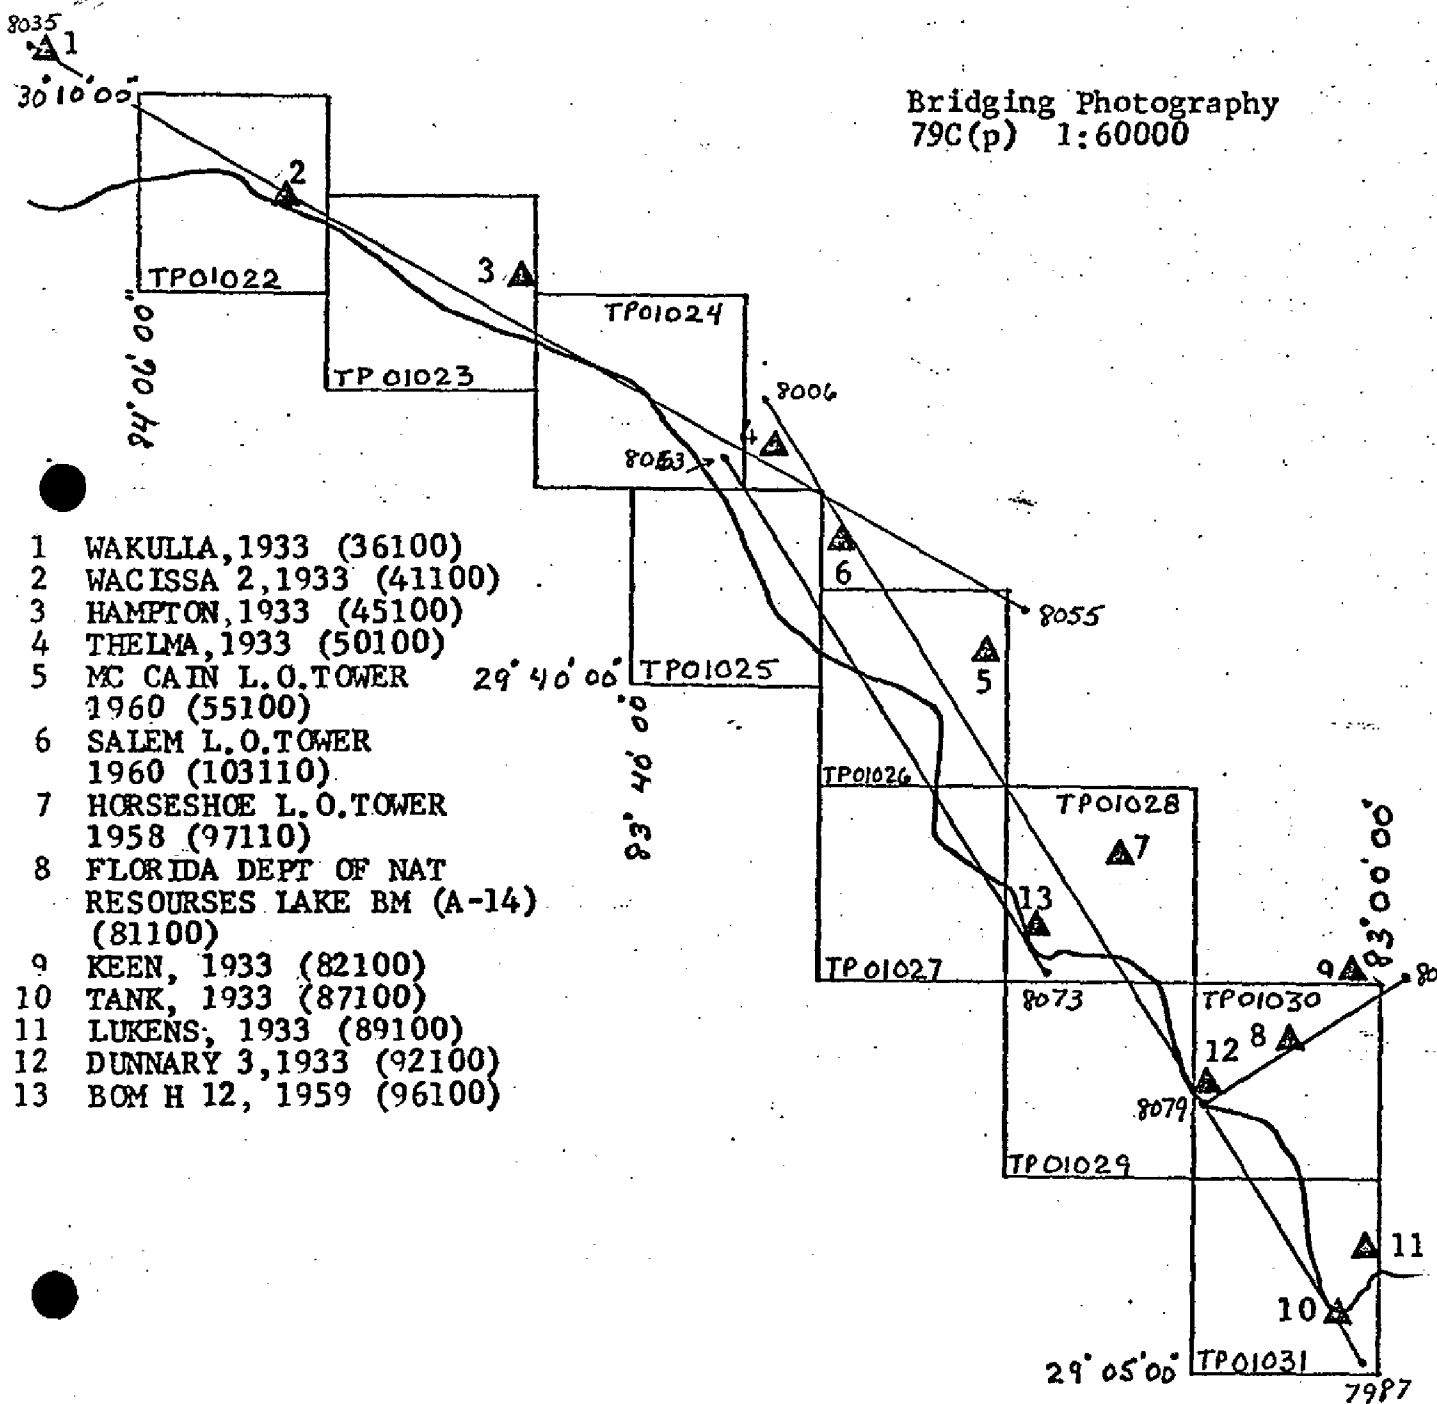 8035
1
30°10'00"
Bridging Photography
79C(p) 1:60000
2
TP01022
84°06'00"
3
TP01023
TP01024
8006
4
8063
6
8055
1 WAKULIA,1933 (36100)
2 WACISSA 2,1933 (41100)
3 HAMPTON,1933 (45100)
4 THELMA,1933 (50100)
5 MC CAIN L.O.TOWER
1960 (55100)
6 SALEM L.O.TOWER
1960 (103110)
7 HORSESHOE L.O.TOWER
1958 (97110)
8 FLORIDA DEPT OF NAT
RESOURSES LAKE BM (A-14)
(81100)
9 KEEN, 1933 (82100)
10 TANK, 1933 (87100)
11 LUKENS, 1933 (89100)
12 DUNNARY 3,1933 (92100)
13 BOM H 12, 1959 (96100)
29°40'00"
TP01025
83°40'00"
5
TP01026
TP01028
7
83°00'00"
13
TP01027
8073
9
80
TP01030
12
8
8079
TP01029
11
10
29°05'00"
TP01031
7987